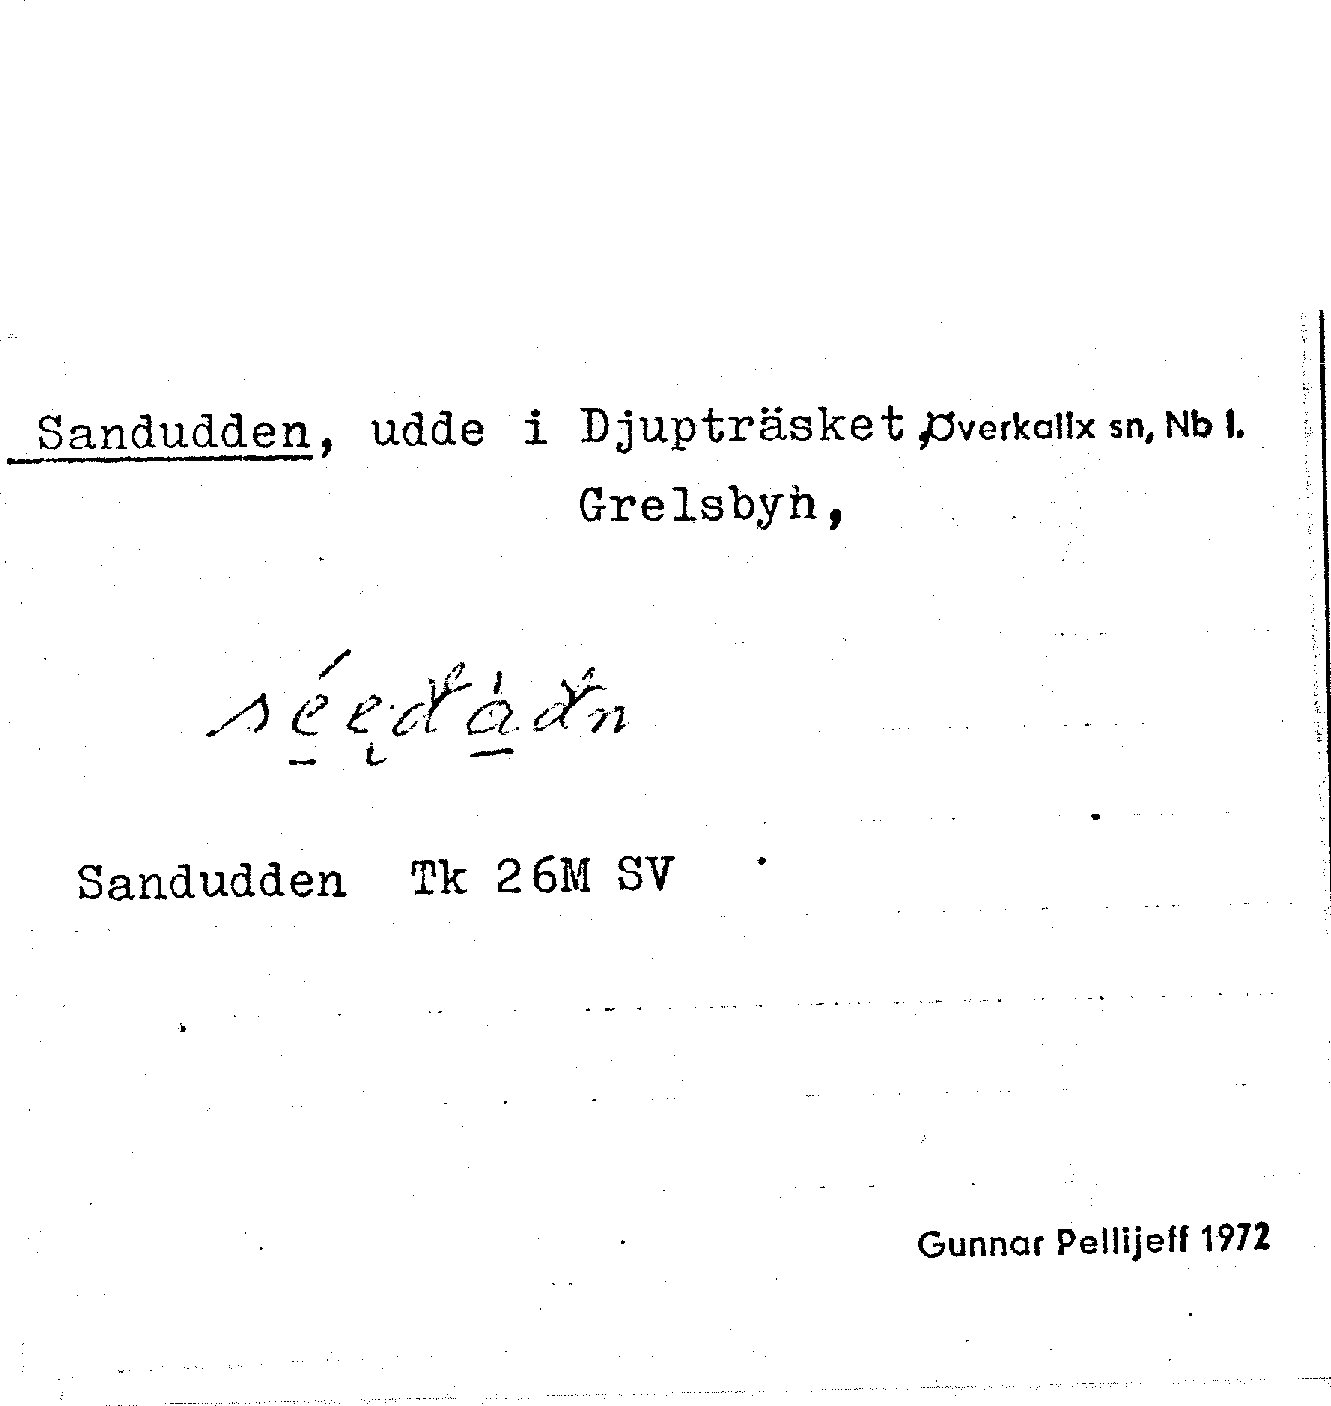 Sandudden, udde i Djupträsket, Överkalix sn, Nb l.
Grelsbyn,
Sandudden Tk 26M SV
Gunnar Pellijeff 1972